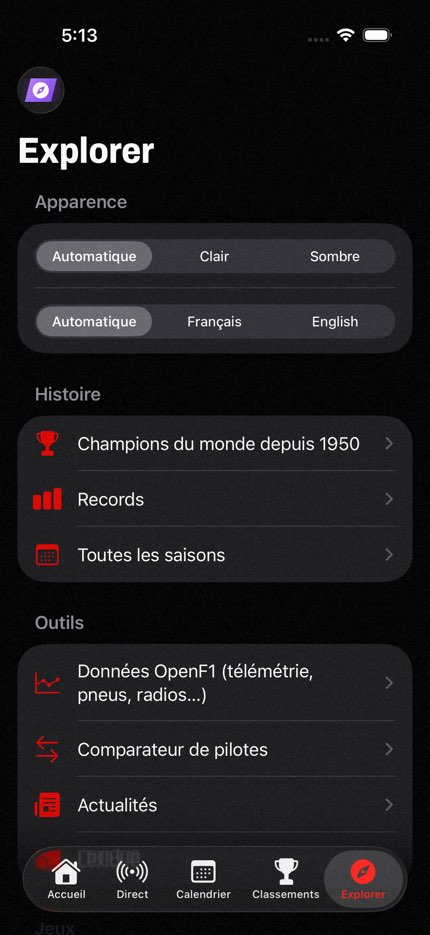 5:13
Explorer
Apparence
Automatique Clair Sombre
Automatique Français English
Histoire
Champions du monde depuis 1950
Records
Toutes les saisons
Outils
Données OpenF1 (télémétrie,
pneus, radios…)
Comparateur de pilotes
Actualités
Accueil Direct Calendrier Classements Explorer
Jeux